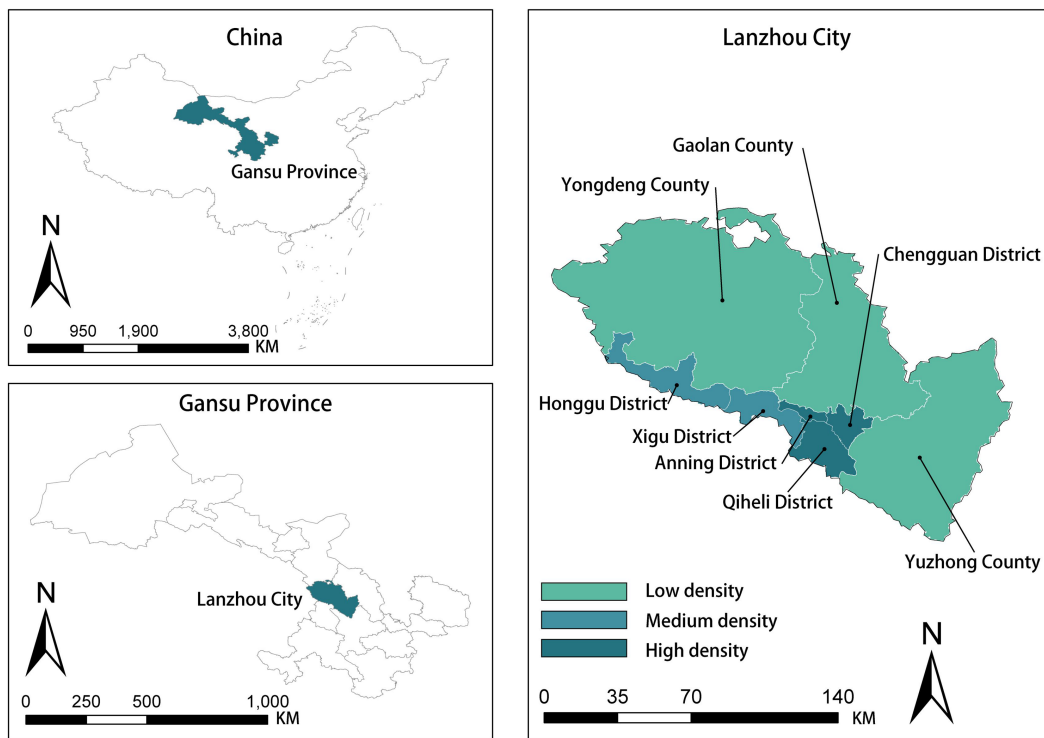 China
Gansu Province
N
0 950 1,900 3,800
KM
Gansu Province
Lanzhou City
N
0 250 500 1,000
KM
Lanzhou City
Gaolan County
Yongdeng County
Chengguan District
Honggu District
Xigu District
Anning District
Qiheli District
Yuzhong County
Low density
Medium density
High density
N
0 35 70 140
KM